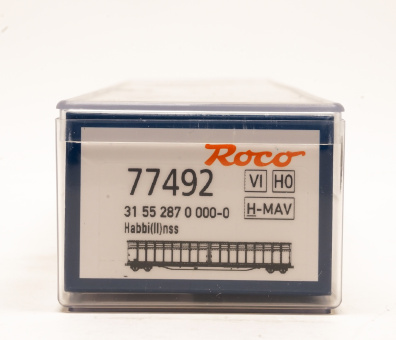 Roco
77492 VI H0
31 55 287 0 000-0 H-MAV
Habbi(ll)nss